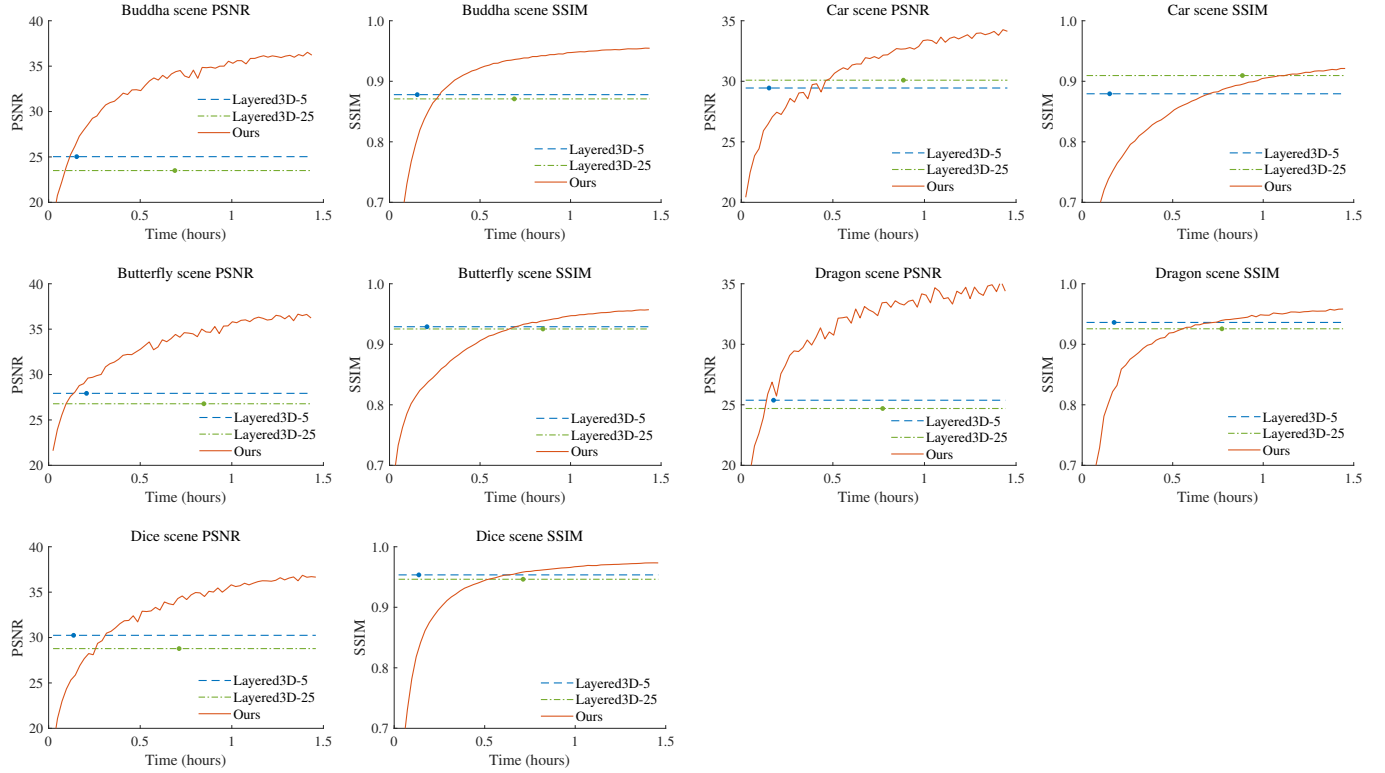 Buddha scene PSNR
40
35
30
25
20
PSNR
0
0.5
1
1.5
Time (hours)
Layered3D-5
Layered3D-25
Ours
Buddha scene SSIM
1.0
0.9
0.8
0.7
SSIM
0
0.5
1
1.5
Time (hours)
Layered3D-5
Layered3D-25
Ours
Car scene PSNR
35
30
25
20
PSNR
0
0.5
1
1.5
Time (hours)
Layered3D-5
Layered3D-25
Ours
Car scene SSIM
1.0
0.9
0.8
0.7
SSIM
0
0.5
1
1.5
Time (hours)
Layered3D-5
Layered3D-25
Ours
Butterfly scene PSNR
40
35
30
25
20
PSNR
0
0.5
1
1.5
Time (hours)
Layered3D-5
Layered3D-25
Ours
Butterfly scene SSIM
1.0
0.9
0.8
0.7
SSIM
0
0.5
1
1.5
Time (hours)
Layered3D-5
Layered3D-25
Ours
Dragon scene PSNR
35
30
25
20
PSNR
0
0.5
1
1.5
Time (hours)
Layered3D-5
Layered3D-25
Ours
Dragon scene SSIM
1.0
0.9
0.8
0.7
SSIM
0
0.5
1
1.5
Time (hours)
Layered3D-5
Layered3D-25
Ours
Dice scene PSNR
40
35
30
25
20
PSNR
0
0.5
1
1.5
Time (hours)
Layered3D-5
Layered3D-25
Ours
Dice scene SSIM
1.0
0.9
0.8
0.7
SSIM
0
0.5
1
1.5
Time (hours)
Layered3D-5
Layered3D-25
Ours